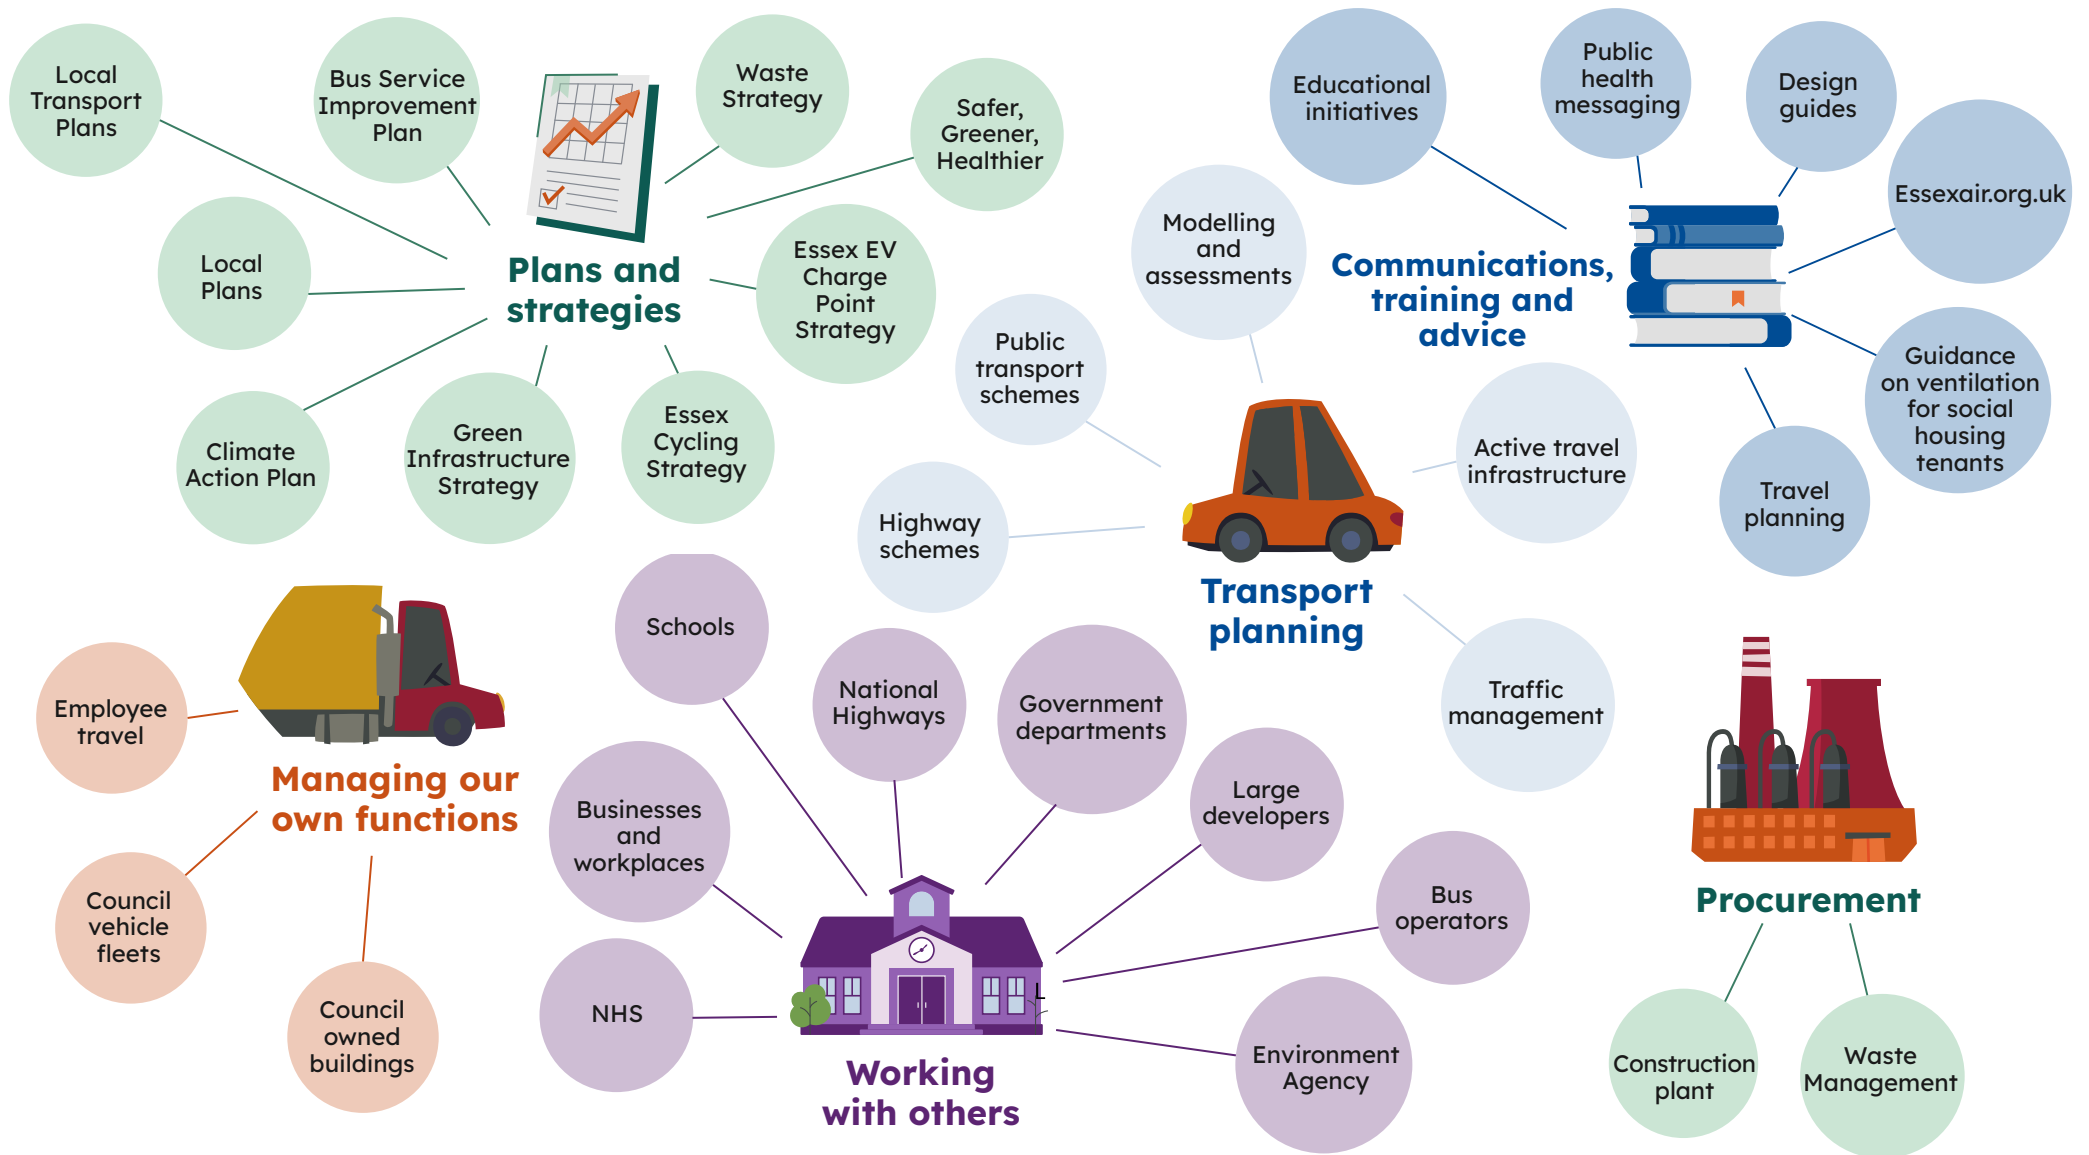 Local
Transport
Plans
Bus Service
Improvement
Plan
Waste
Strategy
Safer,
Greener,
Healthier
Local
Plans
Plans and
strategies
Essex EV
Charge
Point
Strategy
Climate
Action Plan
Green
Infrastructure
Strategy
Essex
Cycling
Strategy
Educational
initiatives
Public
health
messaging
Design
guides
Essexair.org.uk
Communications,
training and
advice
Guidance
on ventilation
for social
housing
tenants
Travel
planning
Modelling
and
assessments
Public
transport
schemes
Active travel
infrastructure
Highway
schemes
Transport
planning
Traffic
management
Employee
travel
Managing our
own functions
Council
vehicle
fleets
Council
owned
buildings
Schools
National
Highways
Government
departments
Businesses
and
workplaces
Large
developers
Bus
operators
NHS
L
Environment
Agency
Working
with others
Procurement
Construction
plant
Waste
Management